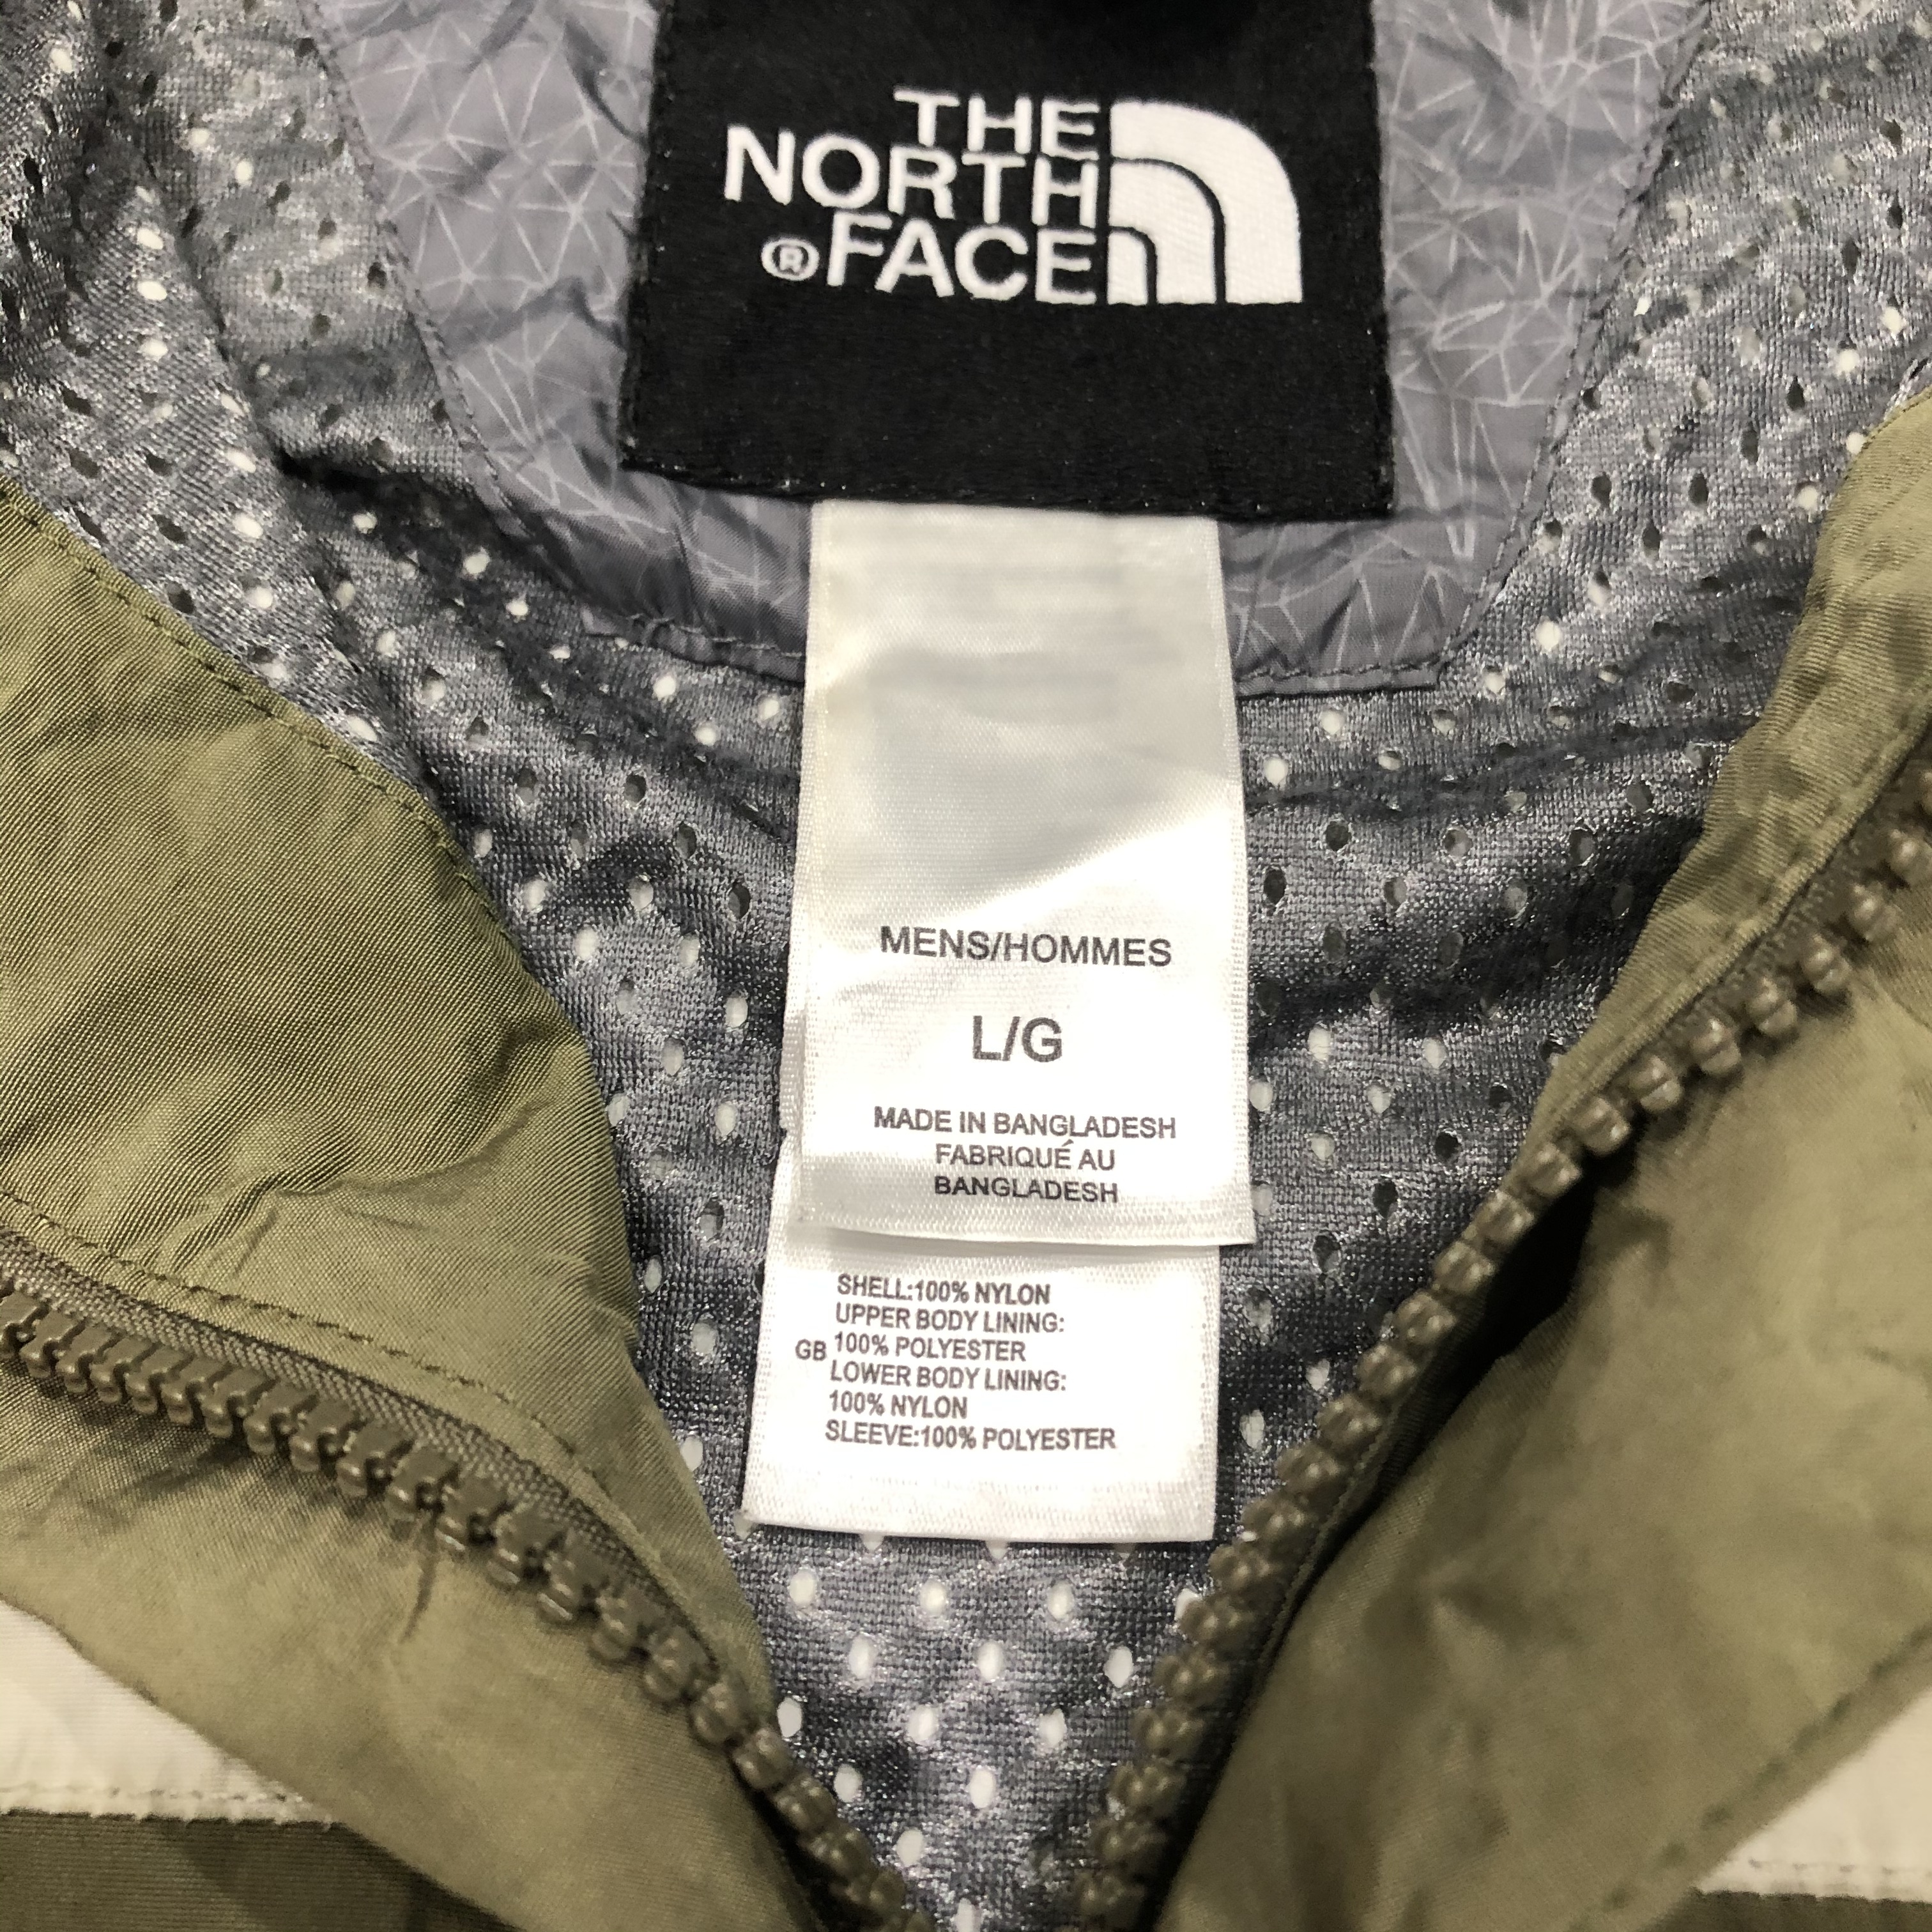 THE
NORTH
®FACE
MENS/HOMMES
L/G
MADE IN BANGLADESH
FABRIQUÉ AU
BANGLADESH
SHELL:100% NYLON
UPPER BODY LINING:
GB 100% POLYESTER
LOWER BODY LINING:
100% NYLON
SLEEVE:100% POLYESTER